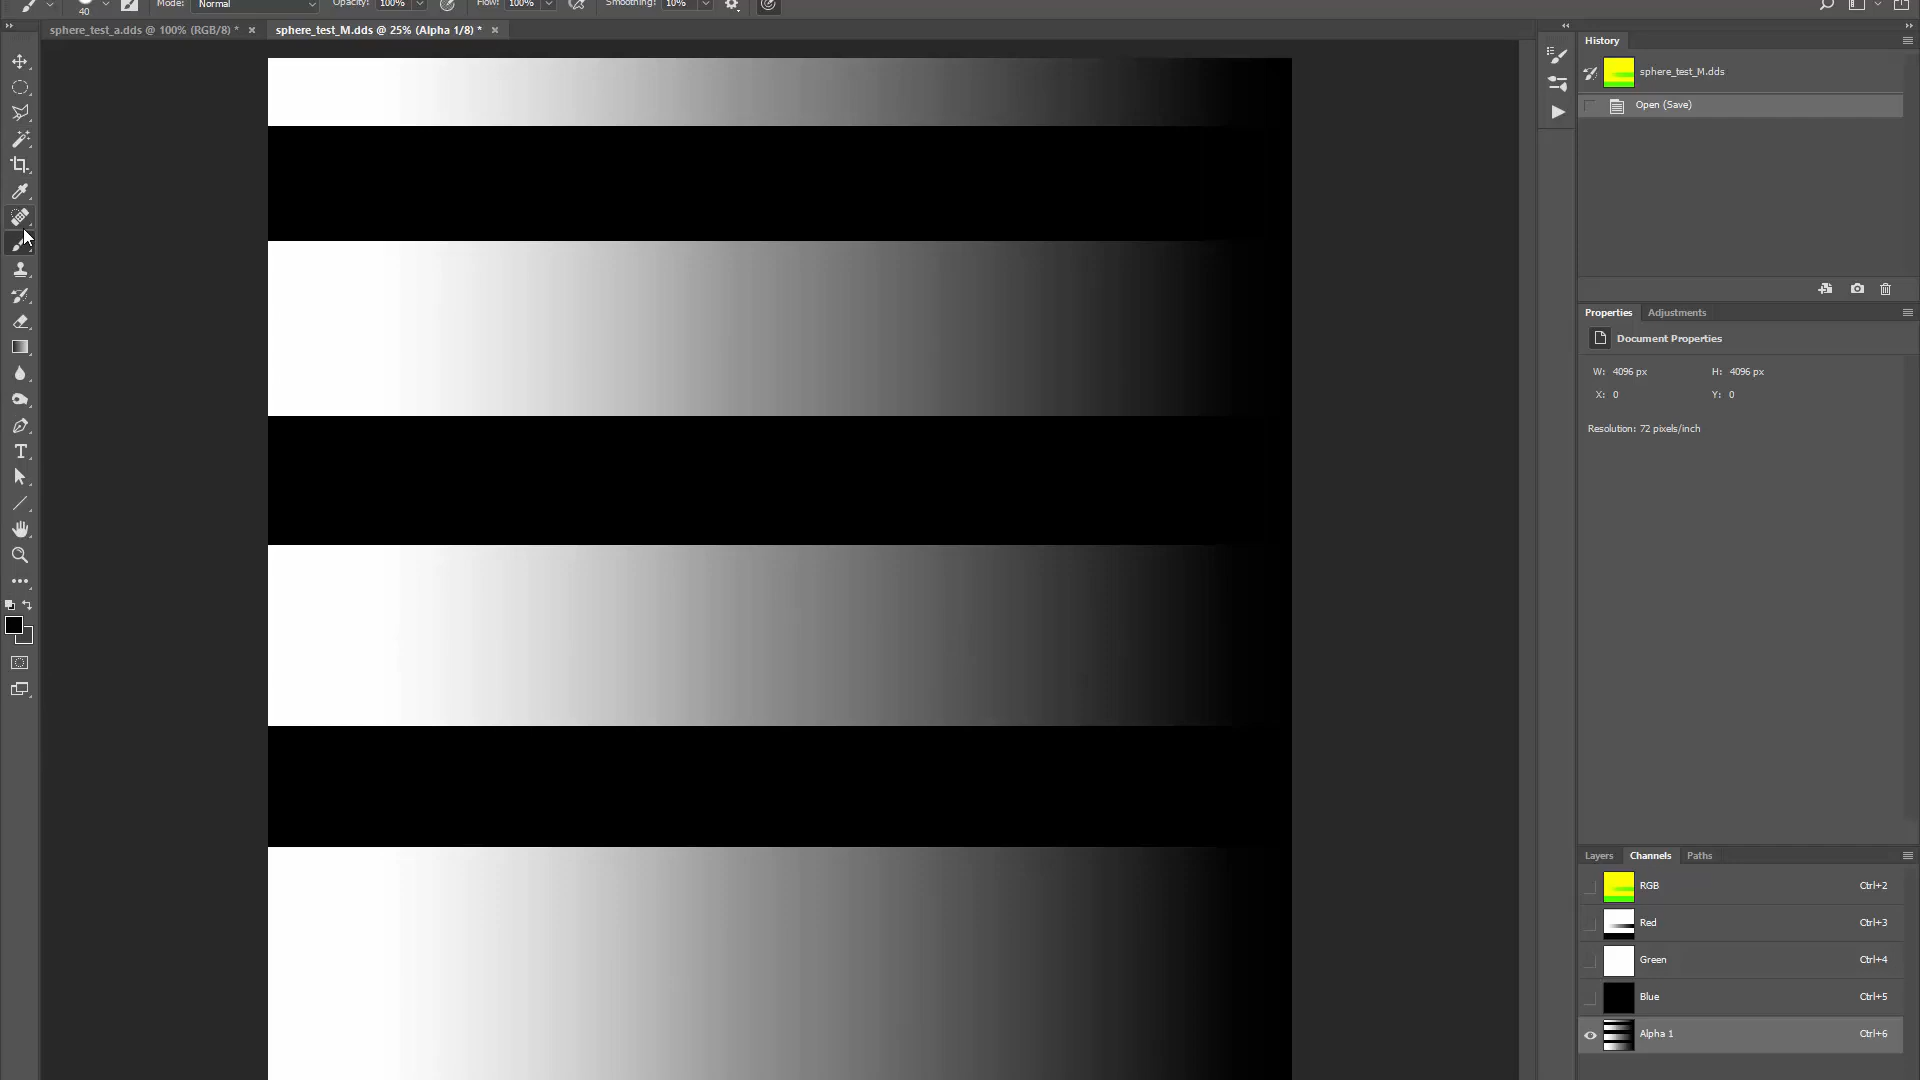 Mode: Normal Opacity: 100% Flow: 100% Smoothing: 10%
40
sphere_test_a.dds @ 100% (RGB/8) * ×
sphere_test_M.dds @ 25% (Alpha 1/8) * ×
History
sphere_test_M.dds
Open (Save)
Properties Adjustments
Document Properties
W: 4096 px H: 4096 px
X: 0 Y: 0
Resolution: 72 pixels/inch
Layers Channels Paths
RGB Ctrl+2
Red Ctrl+3
Green Ctrl+4
Blue Ctrl+5
Alpha 1 Ctrl+6